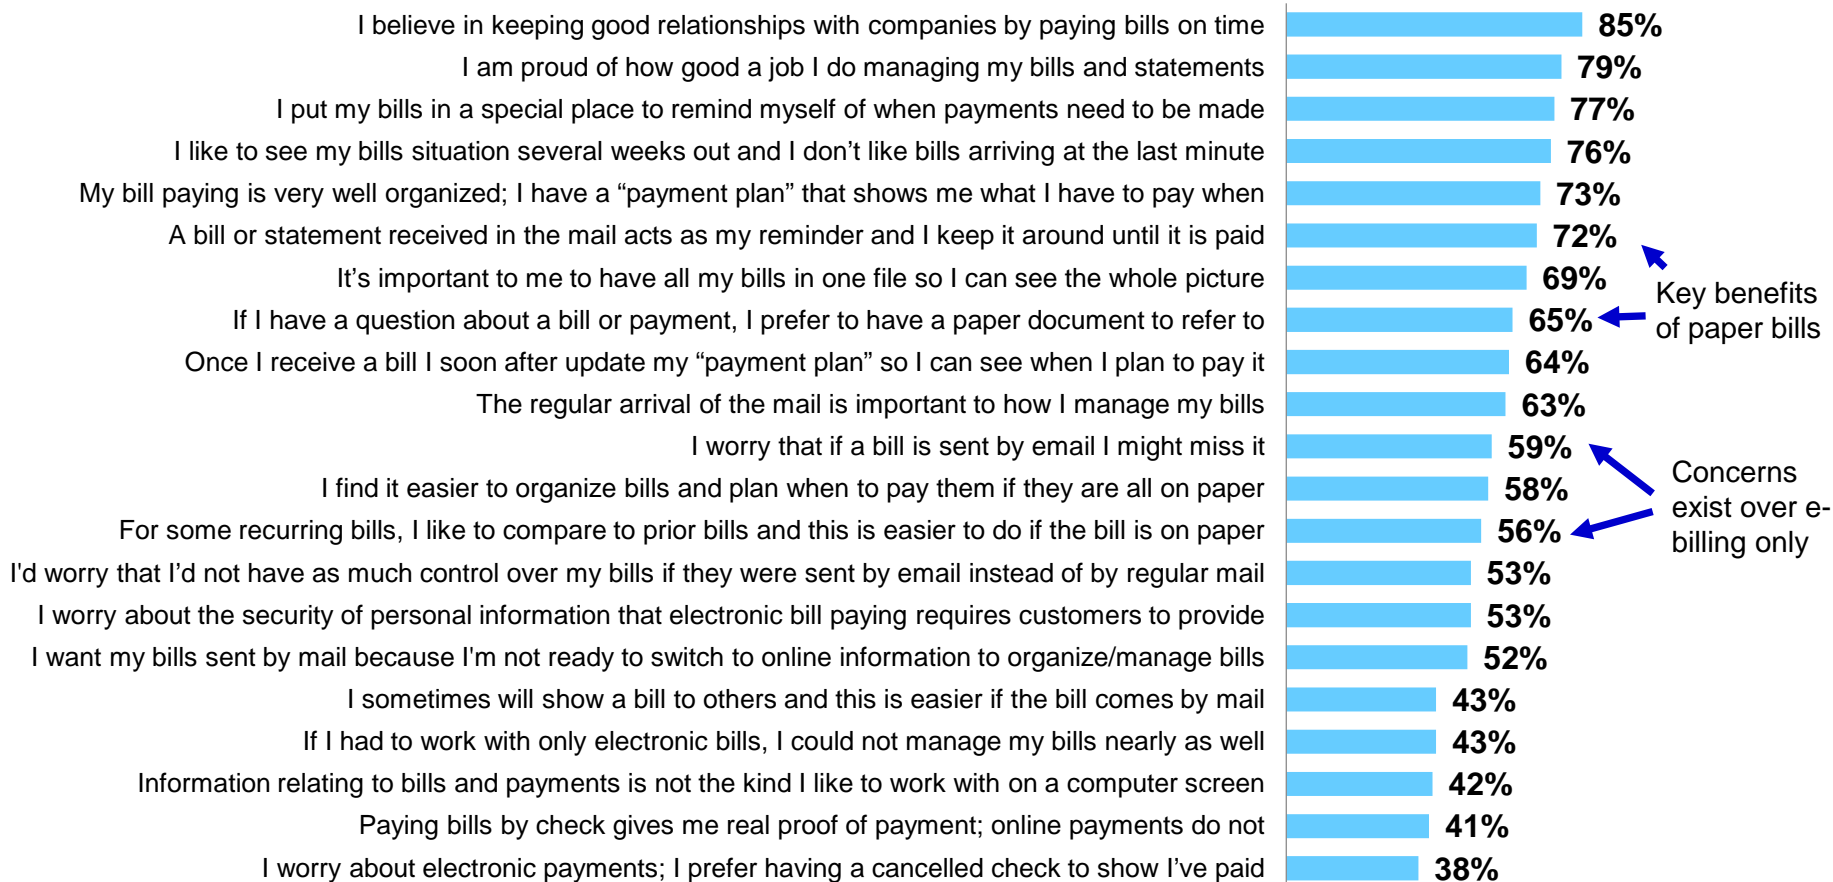 I believe in keeping good relationships with companies by paying bills on time 85%
I am proud of how good a job I do managing my bills and statements 79%
I put my bills in a special place to remind myself of when payments need to be made 77%
I like to see my bills situation several weeks out and I don’t like bills arriving at the last minute 76%
My bill paying is very well organized; I have a “payment plan” that shows me what I have to pay when 73%
A bill or statement received in the mail acts as my reminder and I keep it around until it is paid 72%
It’s important to me to have all my bills in one file so I can see the whole picture 69%
If I have a question about a bill or payment, I prefer to have a paper document to refer to 65%
Once I receive a bill I soon after update my “payment plan” so I can see when I plan to pay it 64%
The regular arrival of the mail is important to how I manage my bills 63%
I worry that if a bill is sent by email I might miss it 59%
I find it easier to organize bills and plan when to pay them if they are all on paper 58%
For some recurring bills, I like to compare to prior bills and this is easier to do if the bill is on paper 56%
I'd worry that I’d not have as much control over my bills if they were sent by email instead of by regular mail 53%
I worry about the security of personal information that electronic bill paying requires customers to provide 53%
I want my bills sent by mail because I'm not ready to switch to online information to organize/manage bills 52%
I sometimes will show a bill to others and this is easier if the bill comes by mail 43%
If I had to work with only electronic bills, I could not manage my bills nearly as well 43%
Information relating to bills and payments is not the kind I like to work with on a computer screen 42%
Paying bills by check gives me real proof of payment; online payments do not 41%
I worry about electronic payments; I prefer having a cancelled check to show I’ve paid 38%
Key benefits
of paper bills
Concerns
exist over e-
billing only